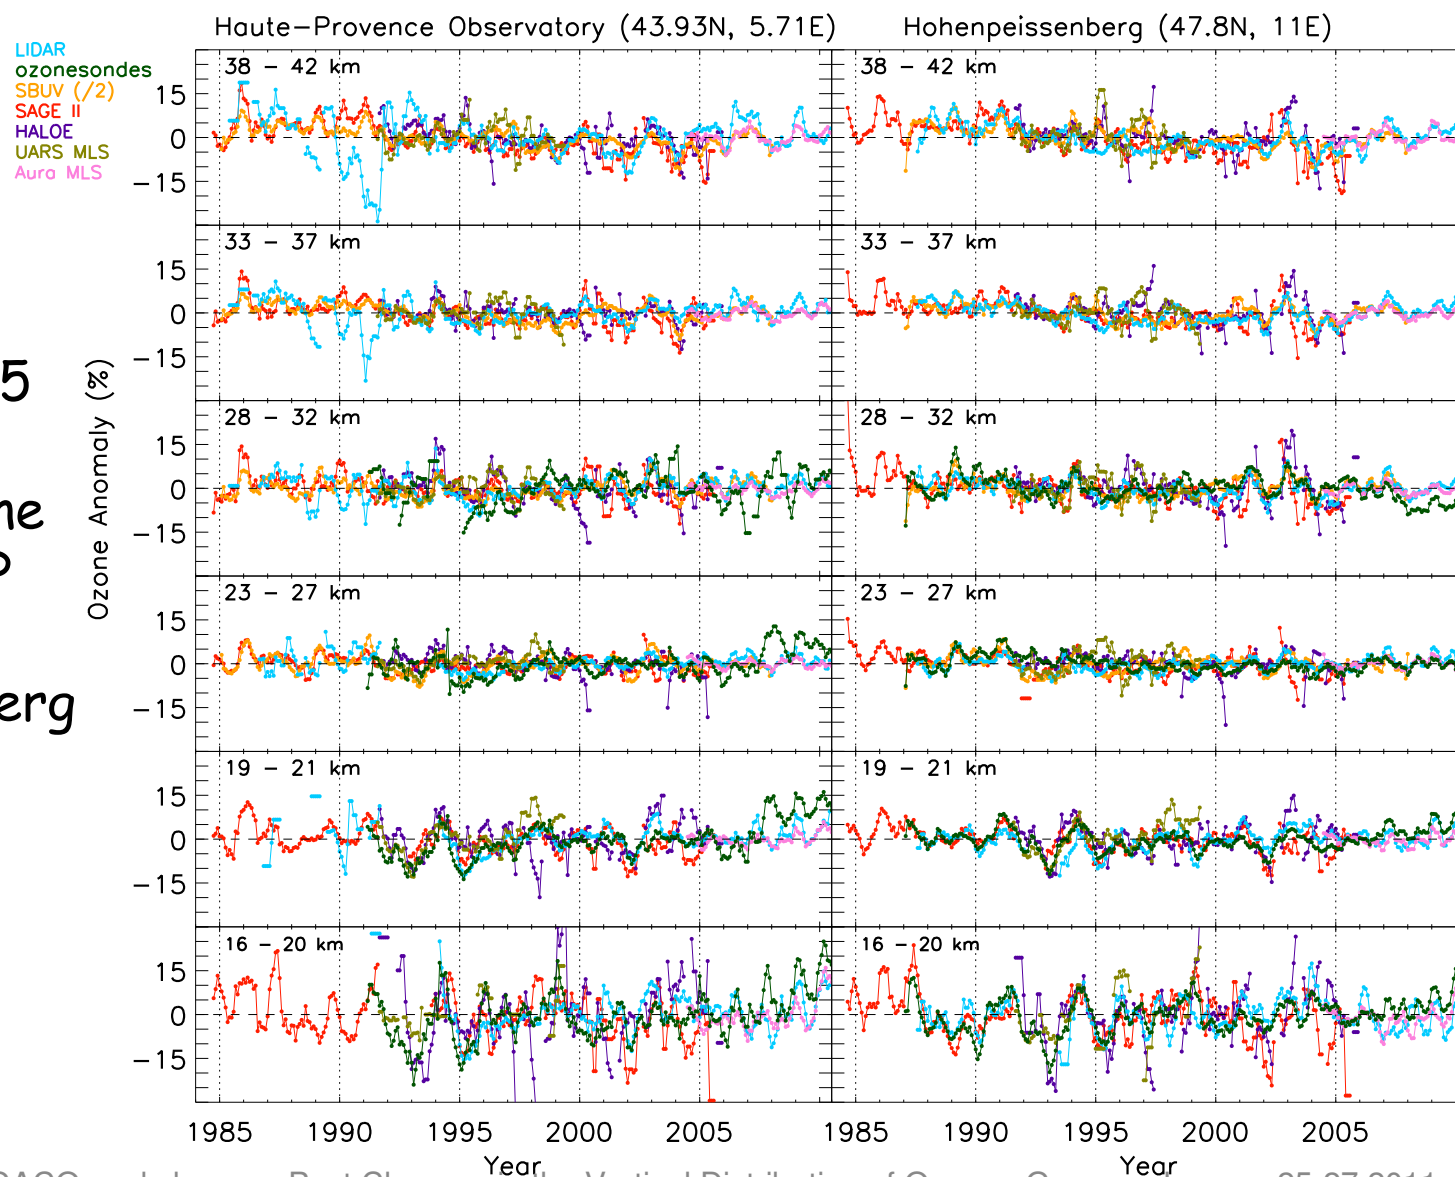 Haute-Provence Observatory (43.93N, 5.71E)
Hohenpeissenberg (47.8N, 11E)
LIDAR
ozonesondes
SBUV (/2)
SAGE II
HALOE
UARS MLS
Aura MLS
38 - 42 km
38 - 42 km
15
0
-15
33 - 37 km
33 - 37 km
15
0
-15
28 - 32 km
28 - 32 km
15
0
-15
23 - 27 km
23 - 27 km
15
0
-15
19 - 21 km
19 - 21 km
15
0
-15
16 - 20 km
16 - 20 km
15
0
-15
Ozone Anomaly (%)
5
erg
1985 1990 1995 2000 2005
1985 1990 1995 2000 2005
Year
Year